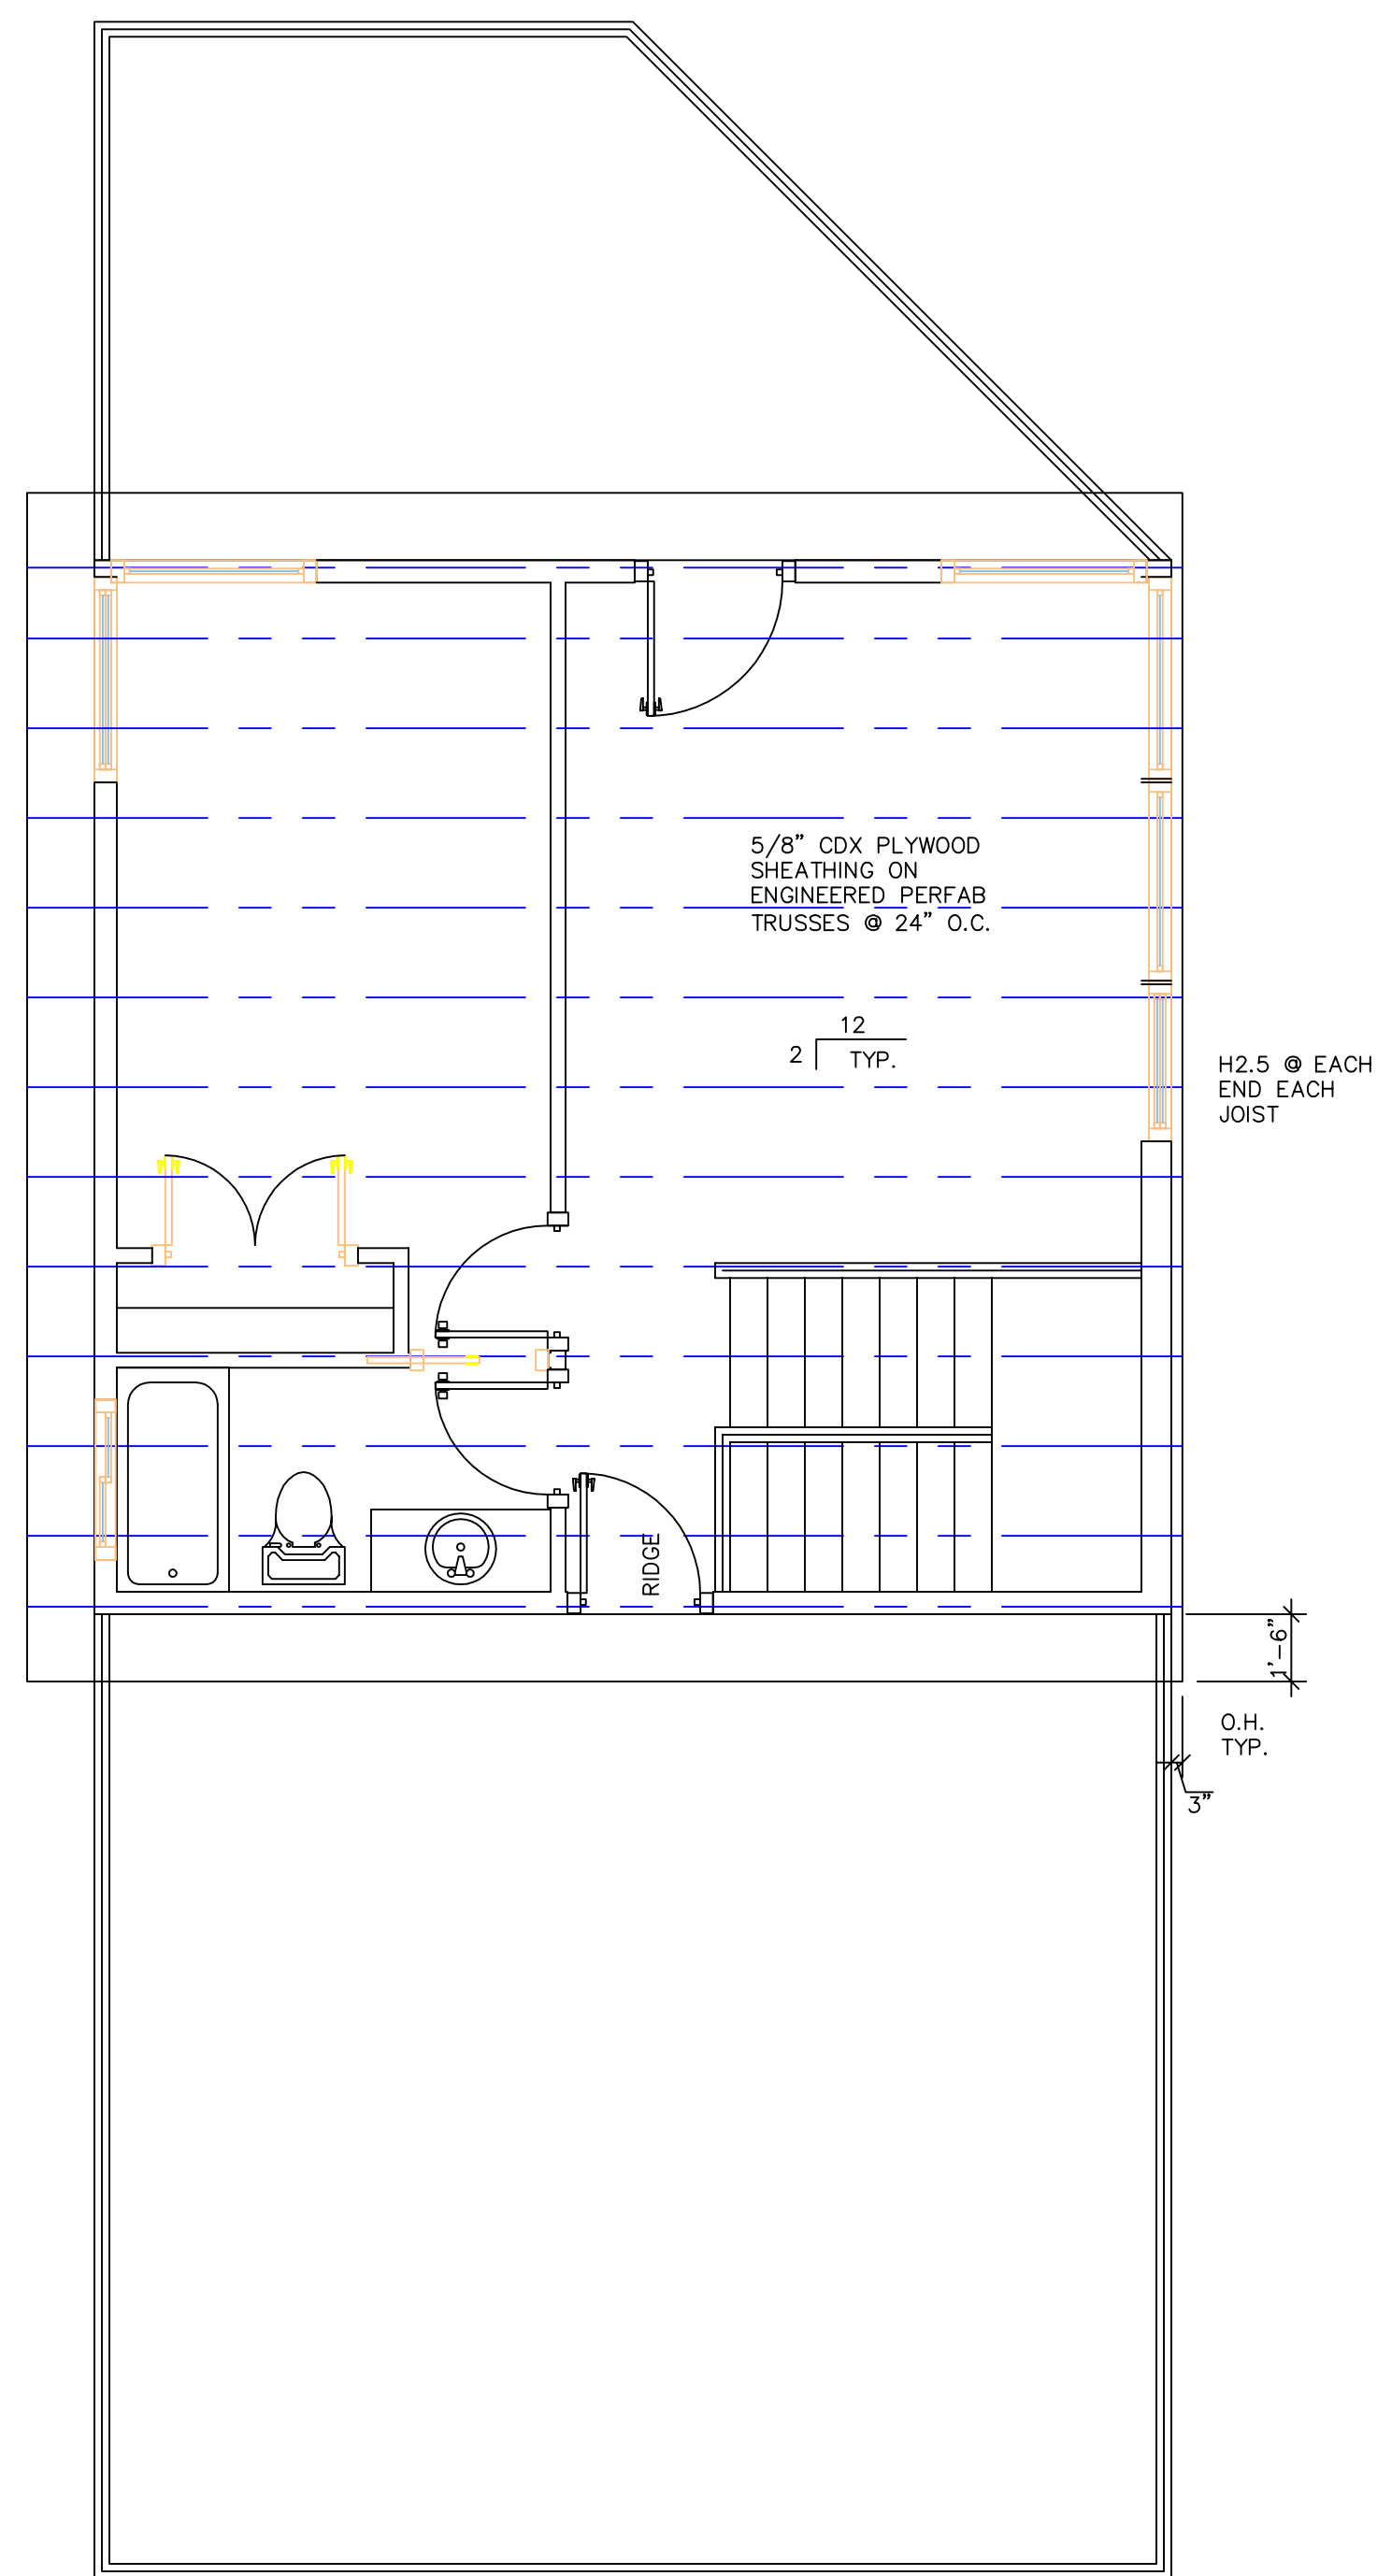 5/8" CDX PLYWOOD
SHEATHING ON
ENGINEERED PERFAB
TRUSSES @ 24" O.C.
12
2
TYP.
H2.5 @ EACH
END EACH
JOIST
RIDGE
1'-6"
O.H.
TYP.
3"